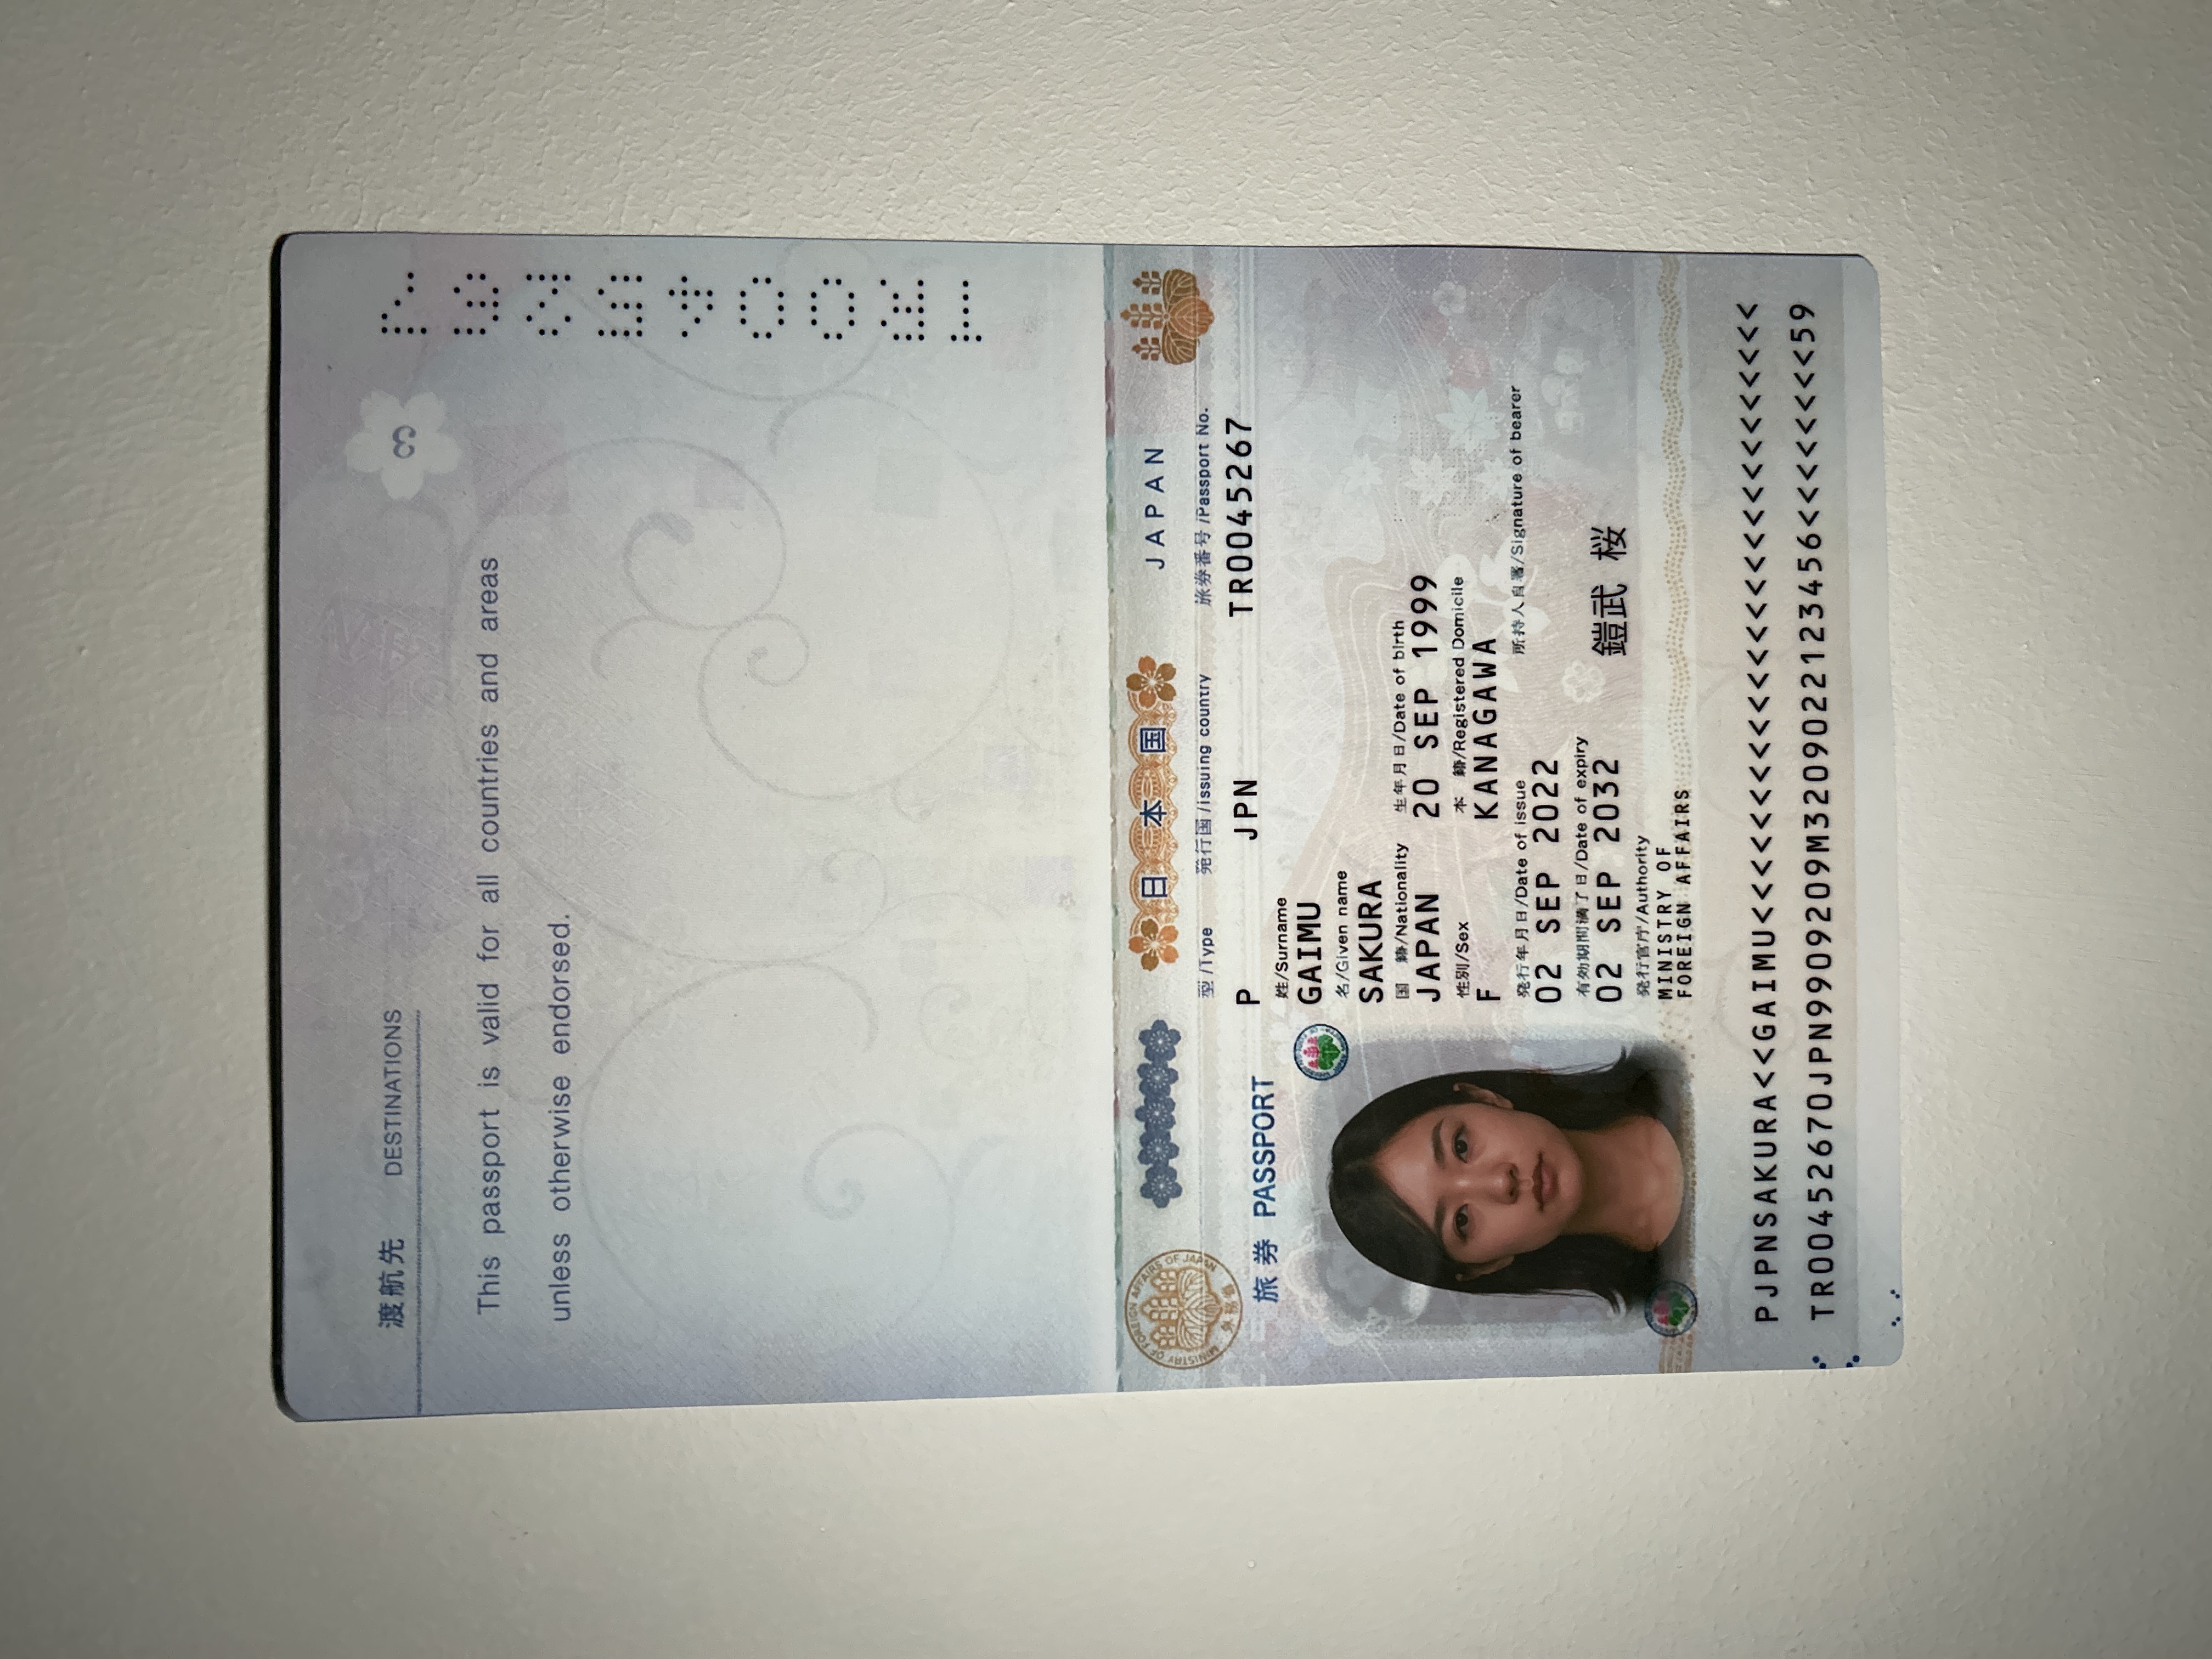 渡航先 DESTINATIONS
3
This passport is valid for all countries and areas
unless otherwise endorsed.
TR0045267
MINISTRY OF FOREIGN AFFAIRS OF JAPAN
外務省
日本国 JAPAN
型/Type 発行国/Issuing country 旅券番号/Passport No.
P JPN TR0045267
旅券 PASSPORT
姓/Surname
GAIMU
名/Given name
SAKURA
国 籍/Nationality 生年月日/Date of birth
JAPAN 20 SEP 1999
性別/Sex 本 籍/Registered Domicile
F KANAGAWA
発行年月日/Date of issue 所持人自署/Signature of bearer
02 SEP 2022
有効期間満了日/Date of expiry
02 SEP 2032 鎧武 桜
発行官庁/Authority
MINISTRY OF
FOREIGN AFFAIRS
PJPNSAKURA<<GAIMU<<<<<<<<<<<<<<<<<<<<<<<<<<<
TR00452670JPN9909209M3209022123456<<<<<<<<59